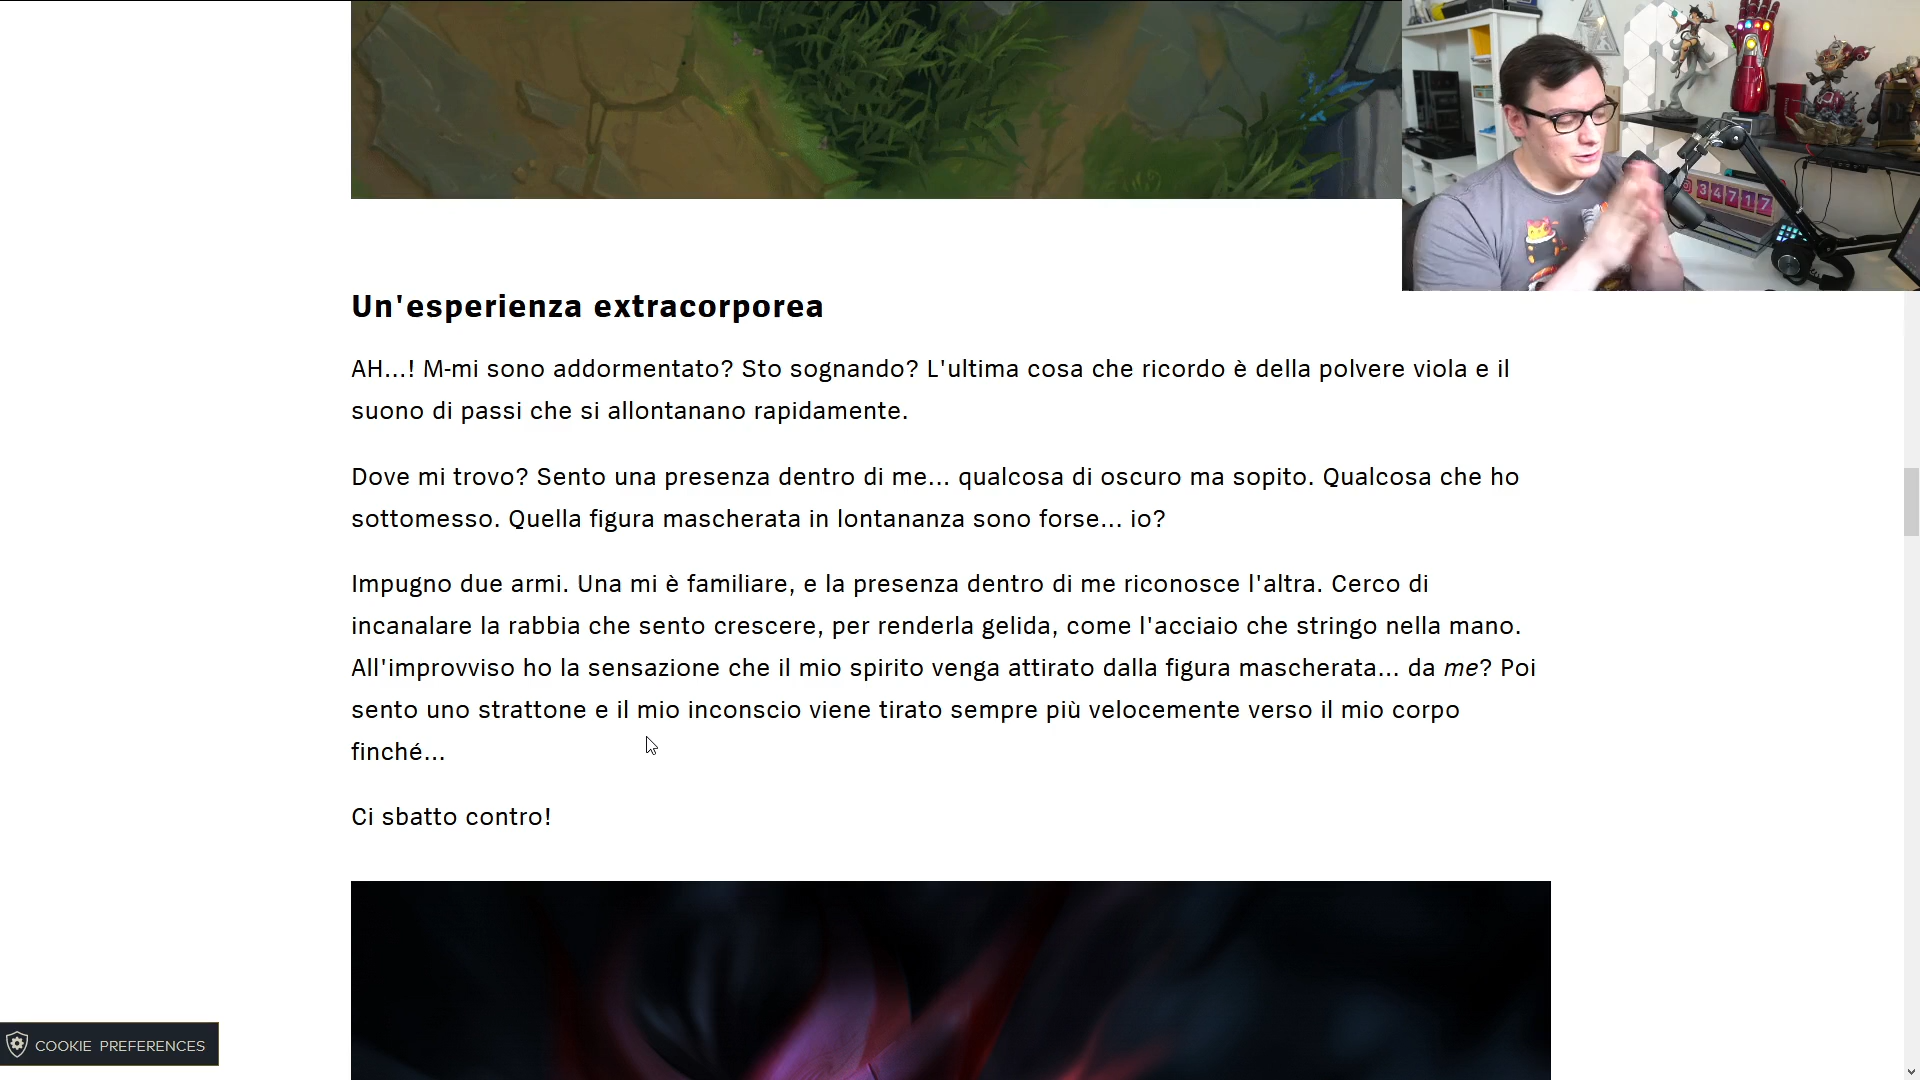 34717
Un'esperienza extracorporea
AH...! M-mi sono addormentato? Sto sognando? L'ultima cosa che ricordo è della polvere viola e il
suono di passi che si allontanano rapidamente.
Dove mi trovo? Sento una presenza dentro di me... qualcosa di oscuro ma sopito. Qualcosa che ho
sottomesso. Quella figura mascherata in lontananza sono forse... io?
Impugno due armi. Una mi è familiare, e la presenza dentro di me riconosce l'altra. Cerco di
incanalare la rabbia che sento crescere, per renderla gelida, come l'acciaio che stringo nella mano.
All'improvviso ho la sensazione che il mio spirito venga attirato dalla figura mascherata... da me? Poi
sento uno strattone e il mio inconscio viene tirato sempre più velocemente verso il mio corpo
finché...
Ci sbatto contro!
COOKIE PREFERENCES